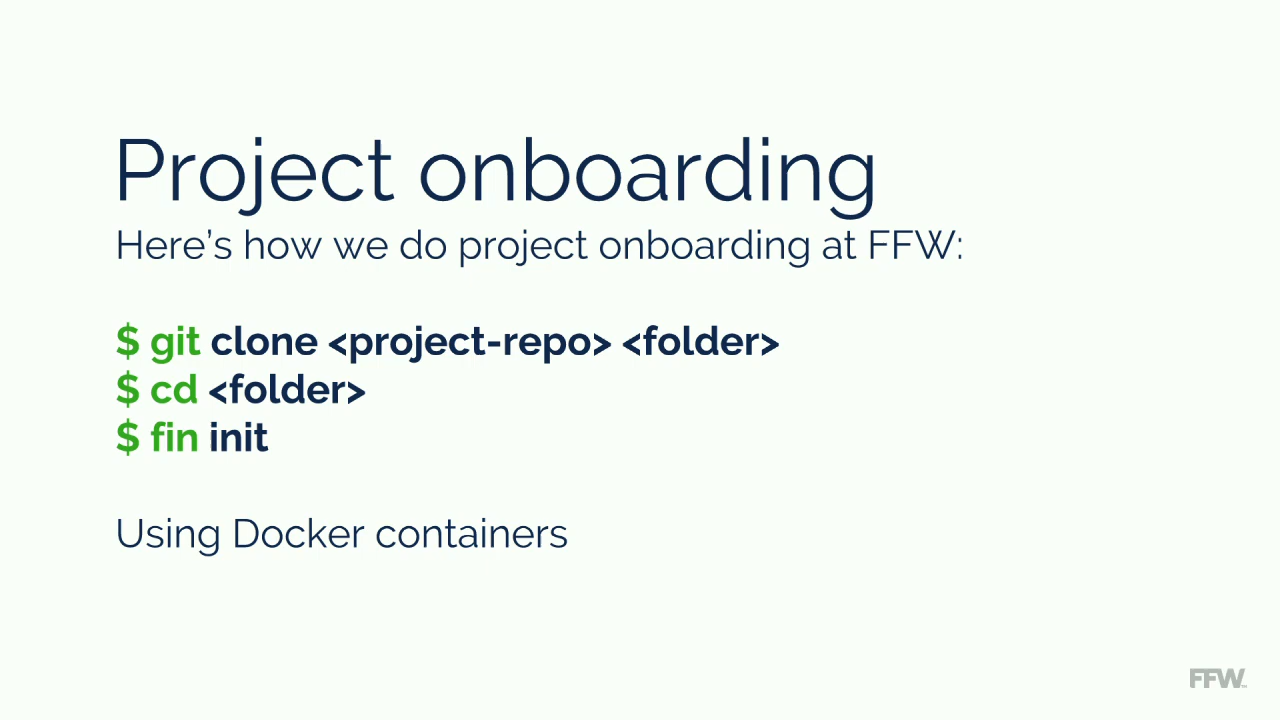 Project onboarding
Here's how we do project onboarding at FFW:
$ git clone <project-repo> <folder>
$ cd <folder>
$ fin init
Using Docker containers
FFW